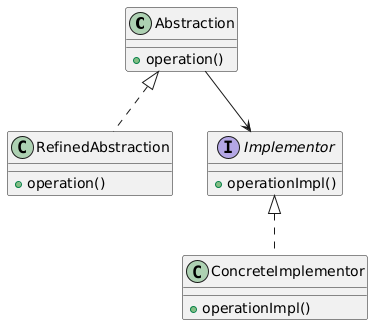 C Abstraction
operation()
C RefinedAbstraction
operation()
I Implementor
operationImpl()
C ConcreteImplementor
operationImpl()